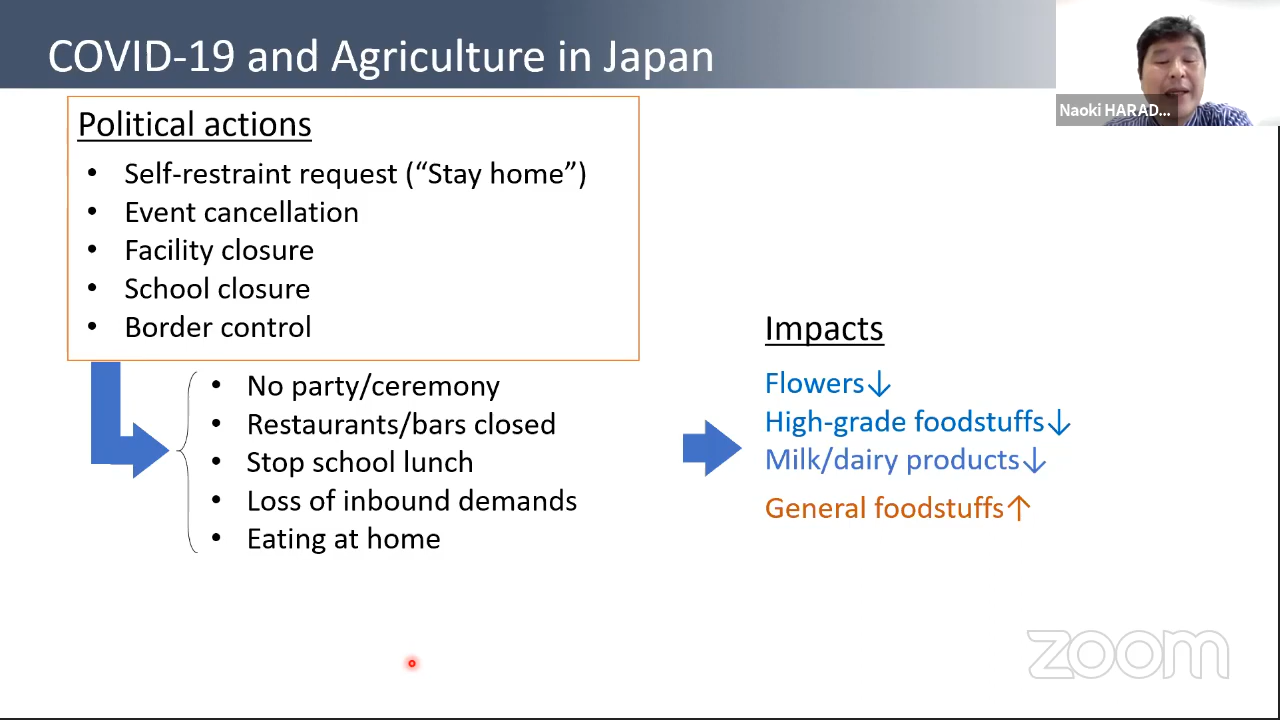 COVID-19 and Agriculture in Japan
Naoki HARAD...
Political actions
• Self-restraint request (“Stay home”)
• Event cancellation
• Facility closure
• School closure
• Border control
• No party/ceremony
• Restaurants/bars closed
• Stop school lunch
• Loss of inbound demands
• Eating at home
Impacts
Flowers↓
High-grade foodstuffs↓
Milk/dairy products↓
General foodstuffs↑
zoom